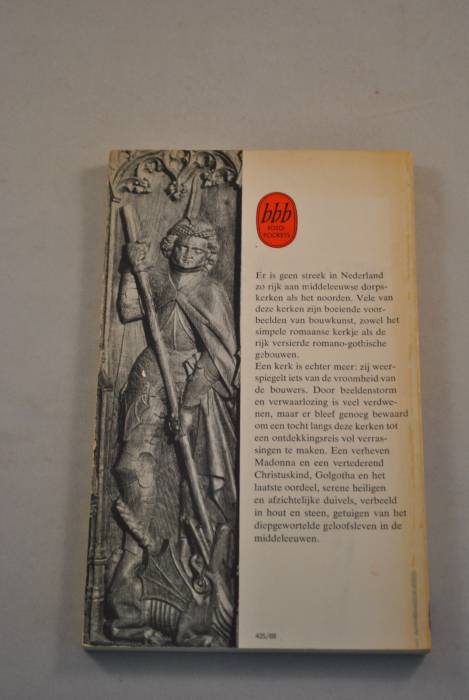 bbb
FOTO-
POCKETS
Er is geen streek in Nederland
zo rijk aan middeleeuwse dorps-
kerken als het noorden. Vele van
deze kerken zijn boeiende voor-
beelden van bouwkunst, zowel het
simpele romaanse kerkje als de
rijk versierde romano-gothische
gebouwen.
Een kerk is echter meer: zij weer-
spiegelt iets van de vroomheid van
de bouwers. Door beeldenstorm
en verwaarlozing is veel verdwe-
nen, maar er bleef genoeg bewaard
om een tocht langs deze kerken tot
een ontdekkingsreis vol verras-
singen te maken. Een verheven
Madonna en een vertederend
Christuskind, Golgotha en het
laatste oordeel, serene heiligen
en afzichtelijke duivels, verbeeld
in hout en steen, getuigen van het
diepgewortelde geloofsleven in de
middeleeuwen.
425/88